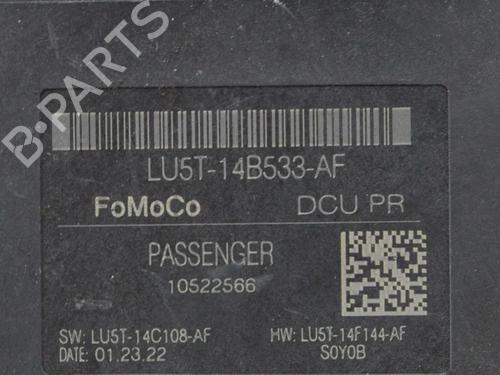 B-PARTS
LU5T-14B533-AF
FoMoCo DCU PR
PASSENGER
10522566
SW: LU5T-14C108-AF HW: LU5T-14F144-AF
DATE: 01.23.22 S0Y0B